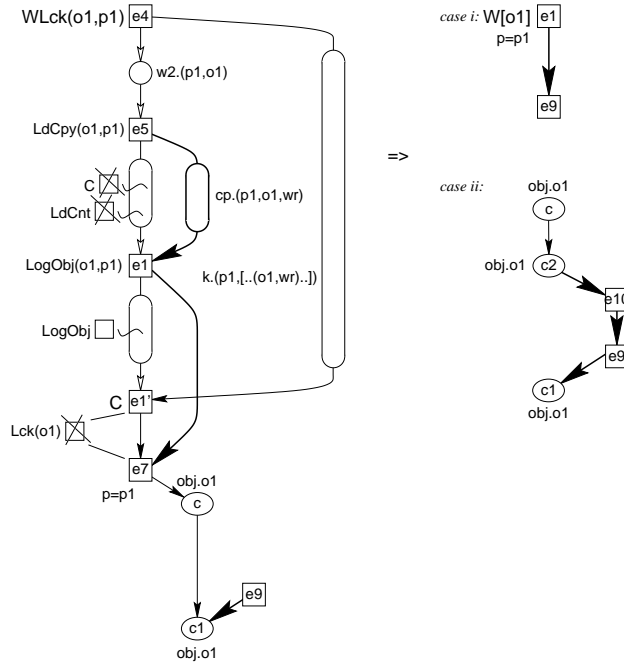 WLck(o1,p1) e4
w2.(p1,o1)
LdCpy(o1,p1) e5
C
LdCnt
cp.(p1,o1,wr)
LogObj(o1,p1) e1
k.(p1,[..(o1,wr)..])
LogObj
C e1'
Lck(o1)
e7
p=p1
obj.o1
c
e9
c1
obj.o1
=>
case i: W[o1] e1
p=p1
e9
case ii:
obj.o1
c
obj.o1 c2
e10
e9
c1
obj.o1